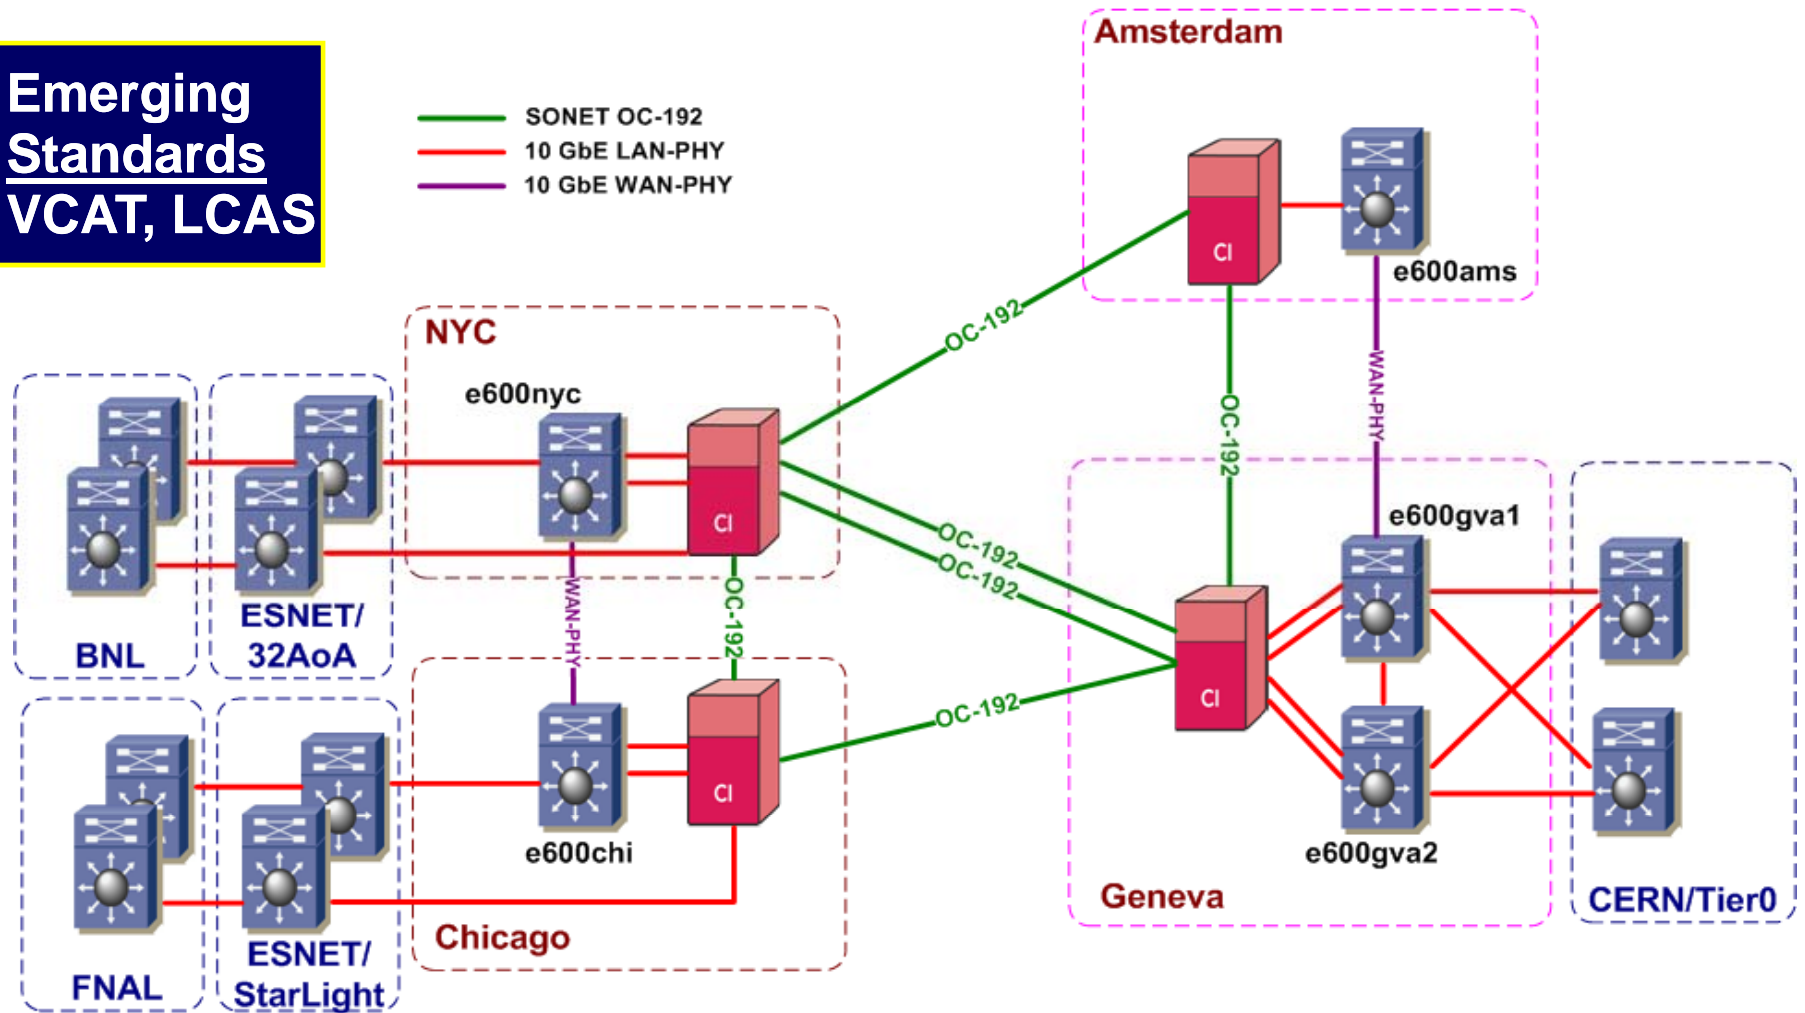 Emerging
Standards
VCAT, LCAS
SONET OC-192
10 GbE LAN-PHY
10 GbE WAN-PHY
Amsterdam
CI
e600ams
OC-192
NYC
e600nyc
CI
OC-192
WAN-PHY
OC-192
OC-192
e600gva1
WAN-PHY
OC-192
BNL
ESNET/
32AoA
CI
OC-192
CI
e600chi
e600gva2
Geneva
CERN/Tier0
Chicago
FNAL
ESNET/
StarLight